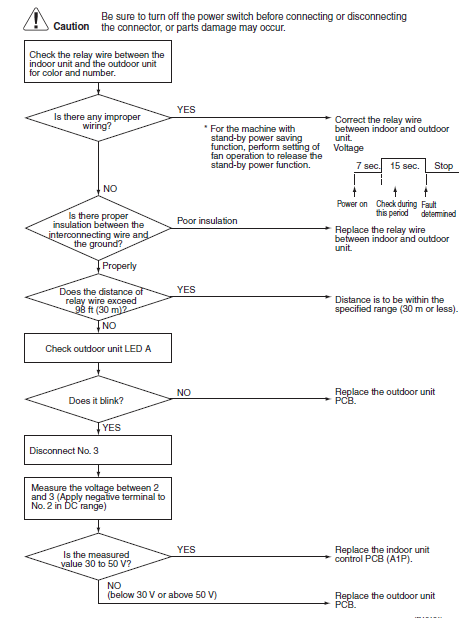 Caution
Be sure to turn off the power switch before connecting or disconnecting
the connector, or parts damage may occur.
Check the relay wire between the
indoor unit and the outdoor unit
for color and number.
Is there any improper
wiring?
YES
* For the machine with
stand-by power saving
function, perform setting of
fan operation to release the
stand-by power function.
Correct the relay wire
between indoor and outdoor
unit.
Voltage
7 sec. 15 sec. Stop
Power on Check during this period Fault determined
NO
Is there proper
insulation between the
interconnecting wire and
the ground?
Poor insulation
Replace the relay wire
between indoor and outdoor
unit.
Properly
Does the distance of
relay wire exceed
98 ft (30 m)?
YES
Distance is to be within the
specified range (30 m or less).
NO
Check outdoor unit LED A
Does it blink?
NO
Replace the outdoor unit
PCB.
YES
Disconnect No. 3
Measure the voltage between 2
and 3 (Apply negative terminal to
No. 2 in DC range)
Is the measured
value 30 to 50 V?
YES
Replace the indoor unit
control PCB (A1P).
NO
(below 30 V or above 50 V)
Replace the outdoor unit
PCB.